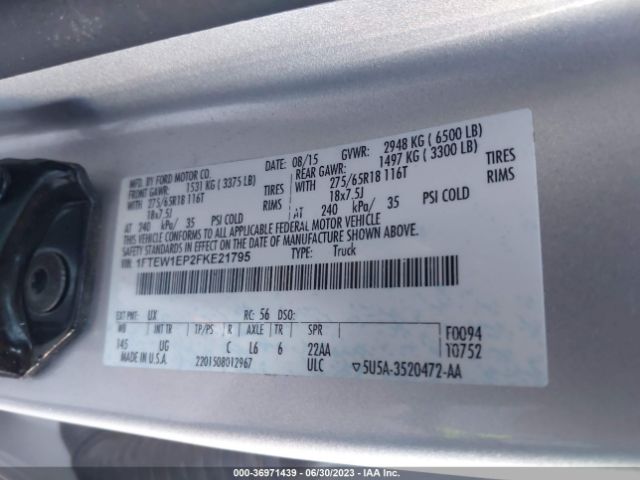 MFD. BY FORD MOTOR CO. DATE: 08/15 GVWR: 2948 KG ( 6500 LB)
FRONT GAWR: 1531 KG ( 3375 LB) REAR GAWR: 1497 KG ( 3300 LB)
WITH 275/65R18 116T TIRES WITH 275/65R18 116T TIRES
18x7.5J RIMS 18x7.5J RIMS
AT 240 kPa/ 35 PSI COLD AT 240 kPa/ 35 PSI COLD
THIS VEHICLE CONFORMS TO ALL APPLICABLE FEDERAL MOTOR VEHICLE
SAFETY STANDARDS IN EFFECT ON THE DATE OF MANUFACTURE SHOWN ABOVE.
VIN: 1FTEW1EP2FKE21795 TYPE: Truck
EXT PNT: UX RC: 56 DSO:
WB INT TR TP/PS R AXLE TR SPR F0094
145 UG C L6 6 22AA 10752
MADE IN U.S.A. 2201508012967 ULC ▽5U5A-3520472-AA
000-36971439 - 06/30/2023 - IAA Inc.